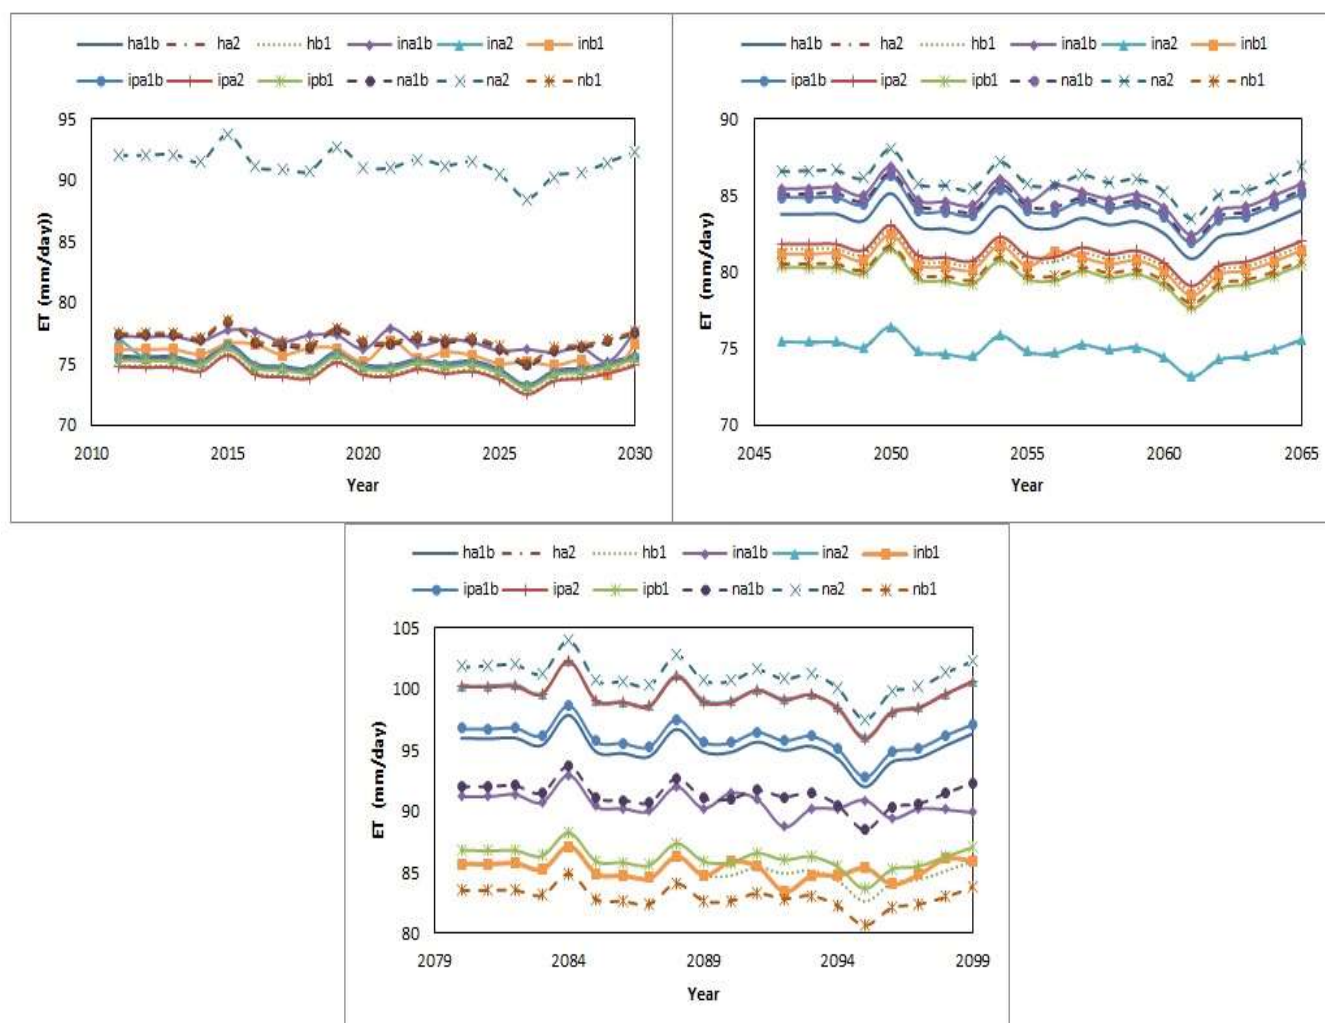 ha1b ha2 hb1 ina1b ina2 inb1
ipa1b ipa2 ipb1 na1b na2 nb1
95
90
85
80
75
70
ET (mm/day)
2010 2015 2020 2025 2030
Year
ha1b ha2 hb1 ina1b ina2 inb1
ipa1b ipa2 ipb1 na1b na2 nb1
90
85
80
75
70
ET (mm/day)
2045 2050 2055 2060 2065
Year
ha1b ha2 hb1 ina1b ina2 inb1
ipa1b ipa2 ipb1 na1b na2 nb1
105
100
95
90
85
80
ET (mm/day)
2079 2084 2089 2094 2099
Year